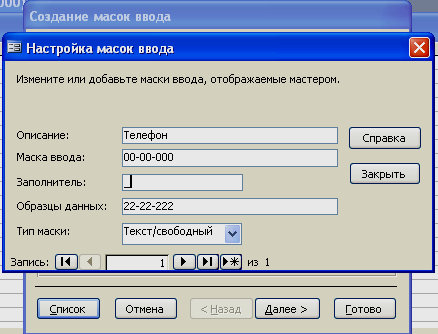 Создание масок ввода
Настройка масок ввода
Измените или добавьте маски ввода, отображаемые мастером.
Описание: Телефон
Справка
Маска ввода: 00-00-000
Заполнитель: _
Закрыть
Образцы данных: 22-22-222
Тип маски: Текст/свободный
Запись: 1 из 1
Список Отмена < Назад Далее > Готово